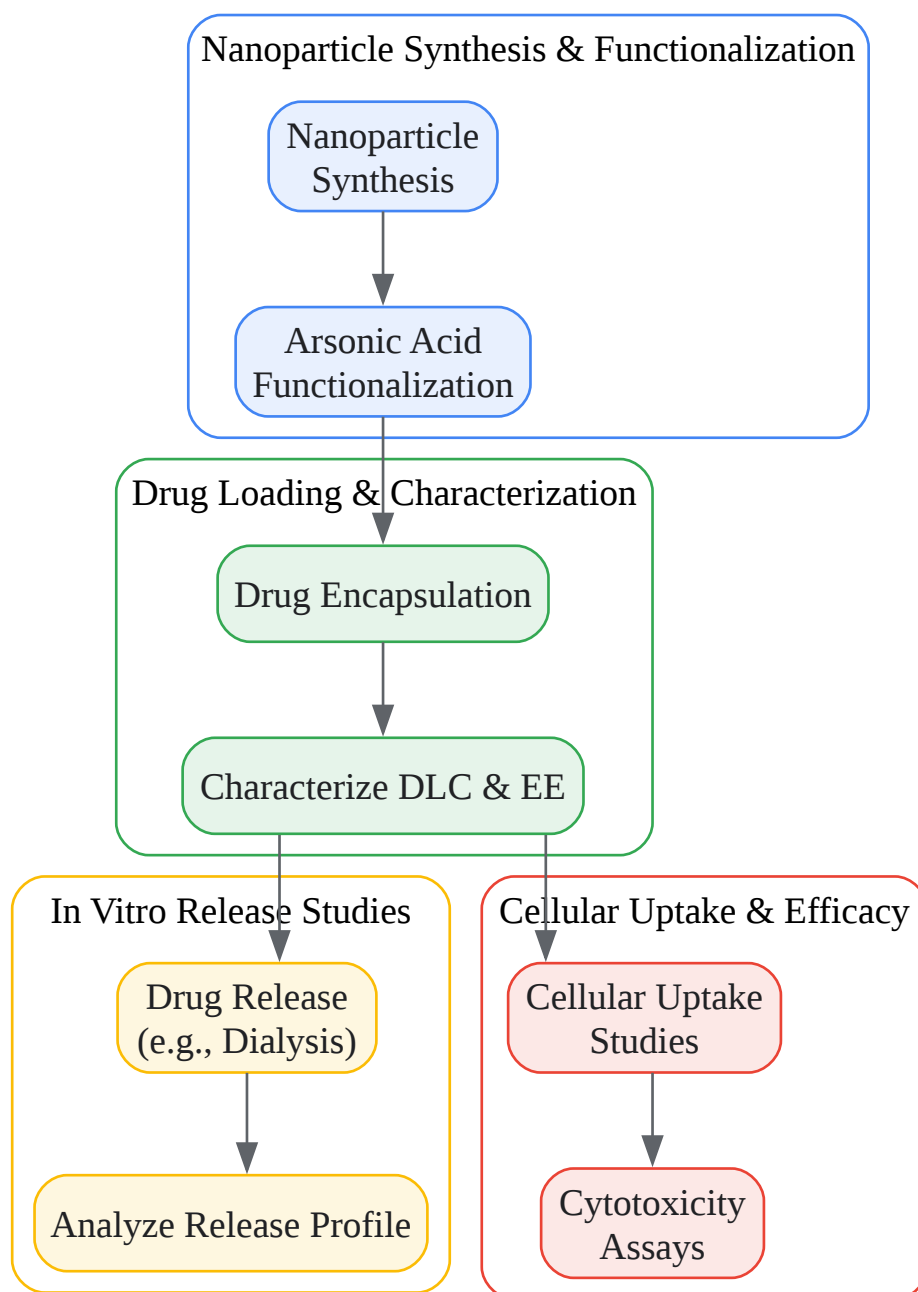 Nanoparticle Synthesis & Functionalization
Nanoparticle
Synthesis
Arsonic Acid
Functionalization
Drug Loading & Characterization
Drug Encapsulation
Characterize DLC & EE
In Vitro Release Studies
Drug Release
(e.g., Dialysis)
Analyze Release Profile
Cellular Uptake & Efficacy
Cellular Uptake
Studies
Cytotoxicity
Assays